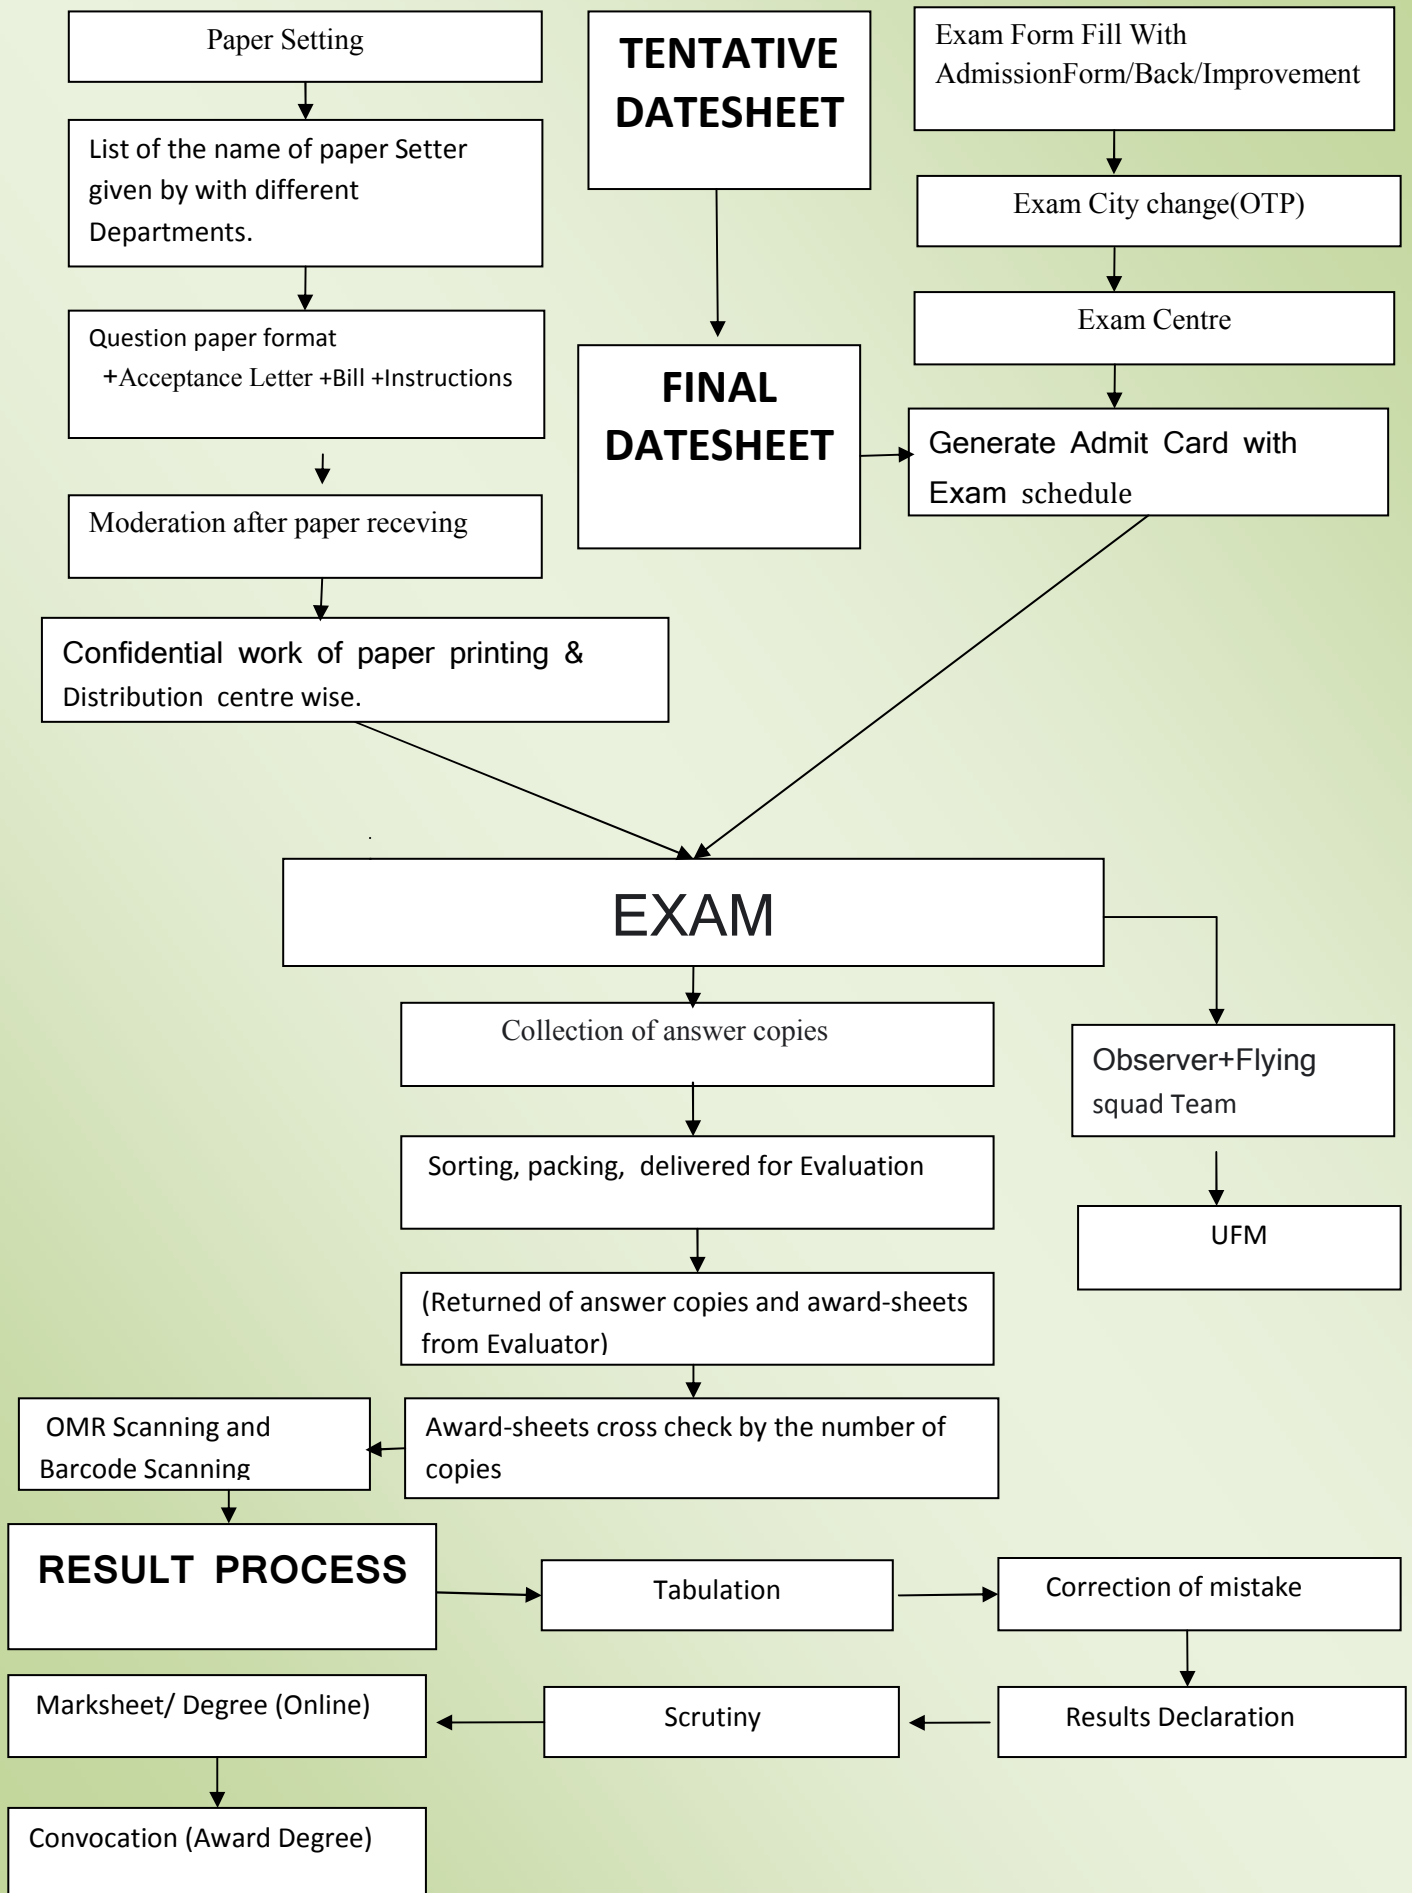 Paper Setting
List of the name of paper Setter
given by with different
Departments.
Question paper format
+Acceptance Letter +Bill +Instructions
Moderation after paper receving
Confidential work of paper printing &
Distribution centre wise.
TENTATIVE
DATESHEET
FINAL
DATESHEET
Exam Form Fill With
AdmissionForm/Back/Improvement
Exam City change(OTP)
Exam Centre
Generate Admit Card with
Exam schedule
EXAM
Collection of answer copies
Observer+Flying
squad Team
Sorting, packing, delivered for Evaluation
UFM
(Returned of answer copies and award-sheets
from Evaluator)
Award-sheets cross check by the number of
copies
OMR Scanning and
Barcode Scanning
RESULT PROCESS
Tabulation
Correction of mistake
Results Declaration
Scrutiny
Marksheet/ Degree (Online)
Convocation (Award Degree)